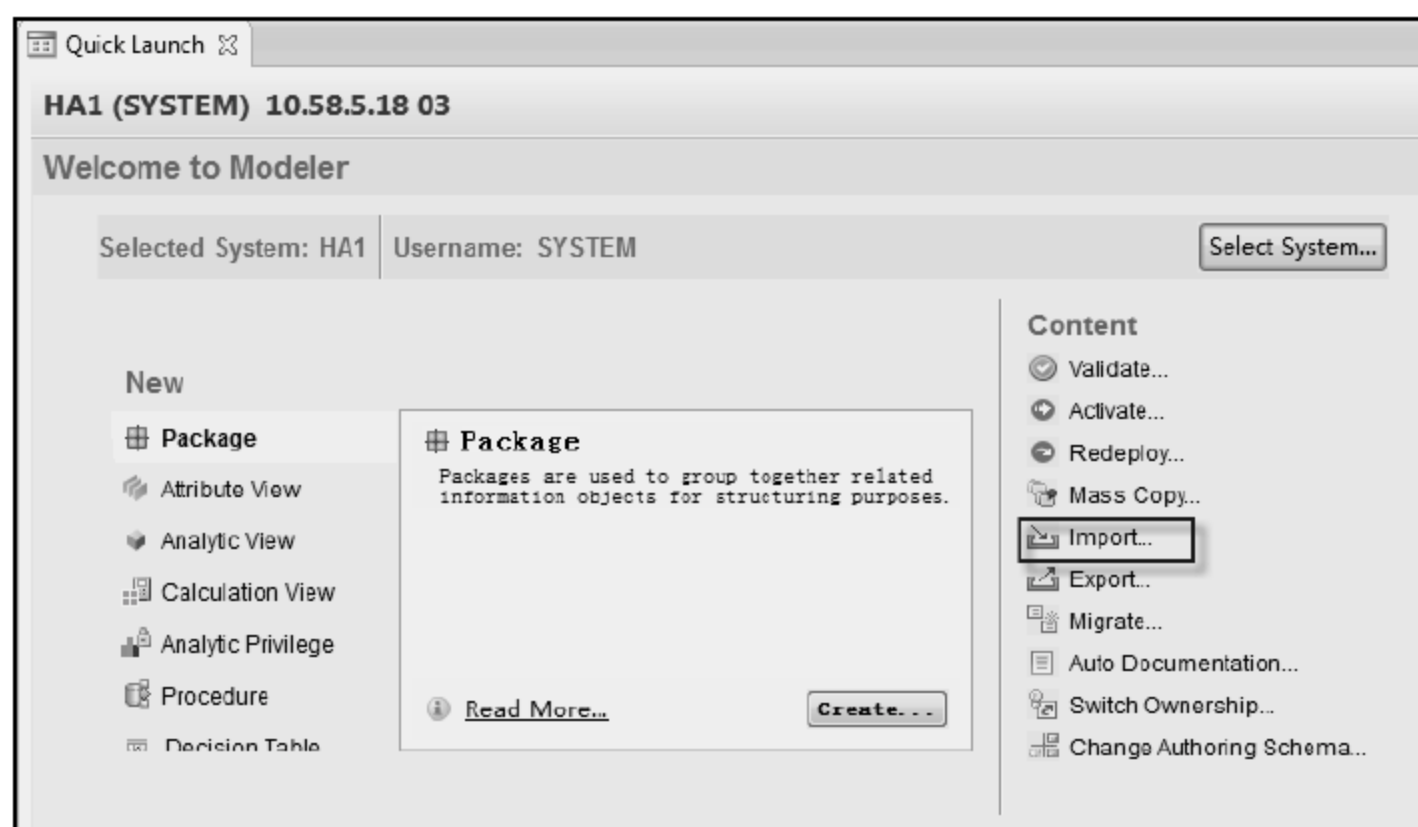 Quick Launch
HA1 (SYSTEM) 10.58.5.18 03
Welcome to Modeler
Selected System: HA1
Username: SYSTEM
Select System...
New
Package
Attribute View
Analytic View
Calculation View
Analytic Privilege
Procedure
Decision Table
Package
Packages are used to group together related
information objects for structuring purposes.
Read More...
Create...
Content
Validate...
Activate...
Redeploy...
Mass Copy...
Import...
Export...
Migrate...
Auto Documentation...
Switch Ownership...
Change Authoring Schema...